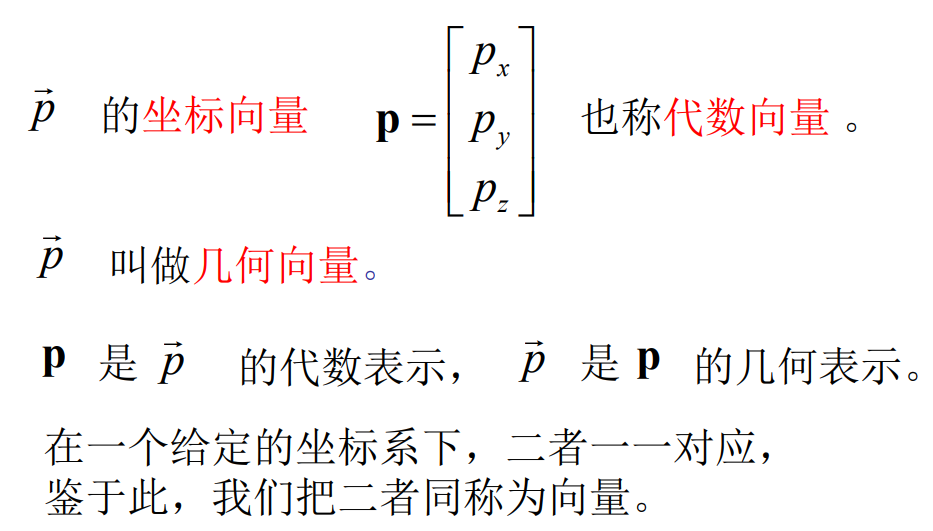 $\vec{p}$ 的坐标向量 $\mathbf{p} = \begin{bmatrix} p_x \\ p_y \\ p_z \end{bmatrix}$ 也称代数向量 。
$\vec{p}$ 叫做几何向量。
$\mathbf{p}$ 是 $\vec{p}$ 的代数表示， $\vec{p}$ 是 $\mathbf{p}$ 的几何表示。
在一个给定的坐标系下，二者一一对应，
鉴于此，我们把二者同称为向量。